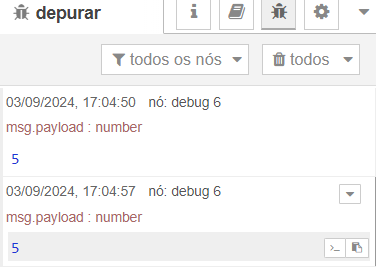 depurar
todos os nós
todos
03/09/2024, 17:04:50 nó: debug 6
msg.payload : number
5
03/09/2024, 17:04:57 nó: debug 6
msg.payload : number
5